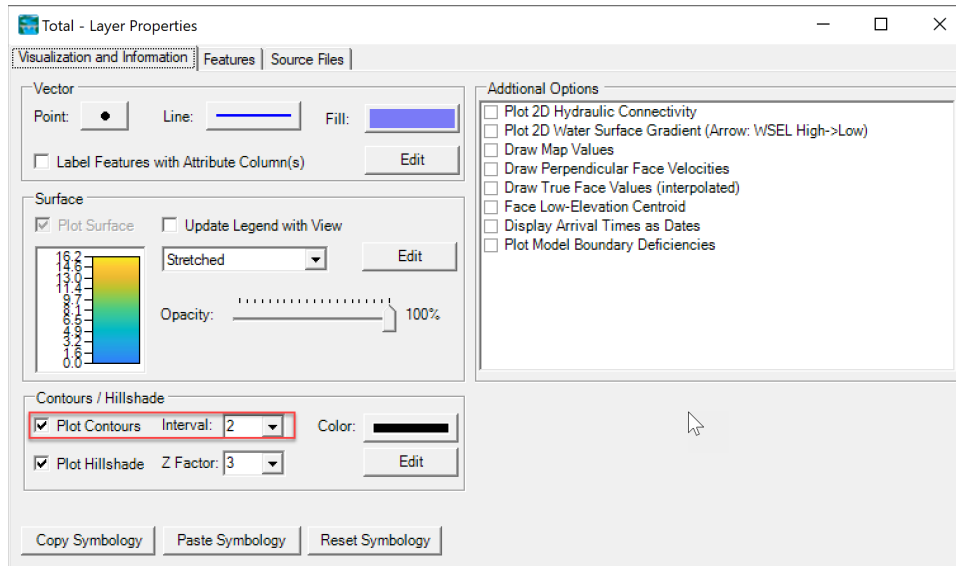 Total - Layer Properties
Visualization and Information
Features
Source Files
Vector
Point:
Line:
Fill:
Label Features with Attribute Column(s)
Edit
Surface
Plot Surface
Update Legend with View
16.2
14.6
13.0
11.4
9.7
8.1
6.5
4.9
3.2
1.6
0.0
Stretched
Edit
Opacity:
100%
Contours / Hillshade
Plot Contours
Interval:
2
Color:
Plot Hillshade
Z Factor:
3
Edit
Copy Symbology
Paste Symbology
Reset Symbology
Addtional Options
Plot 2D Hydraulic Connectivity
Plot 2D Water Surface Gradient (Arrow: WSEL High->Low)
Draw Map Values
Draw Perpendicular Face Velocities
Draw True Face Values (interpolated)
Face Low-Elevation Centroid
Display Arrival Times as Dates
Plot Model Boundary Deficiencies